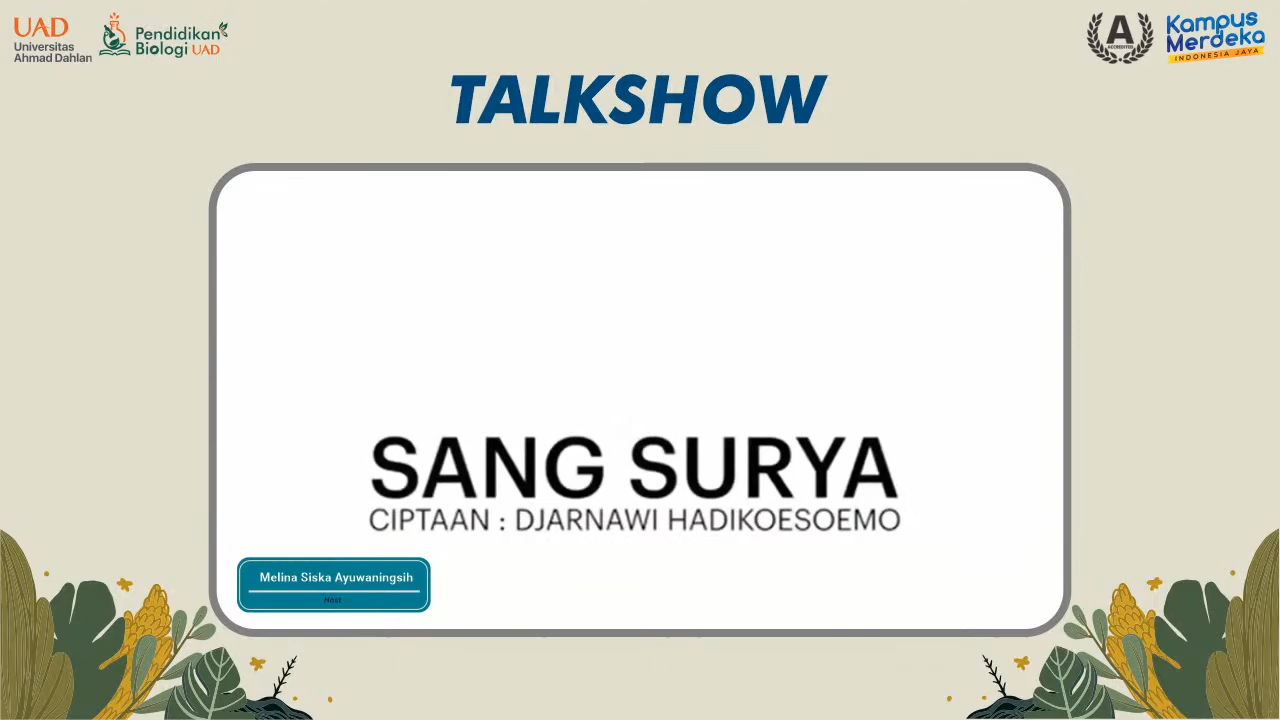 UAD
Universitas
Ahmad Dahlan
Pendidikan
Biologi UAD
A
ACCREDITED
Kampus
Merdeka
INDONESIA JAYA
TALKSHOW
SANG SURYA
CIPTAAN : DJARNAWI HADIKOESOEMO
Melina Siska Ayuwaningsih
Host